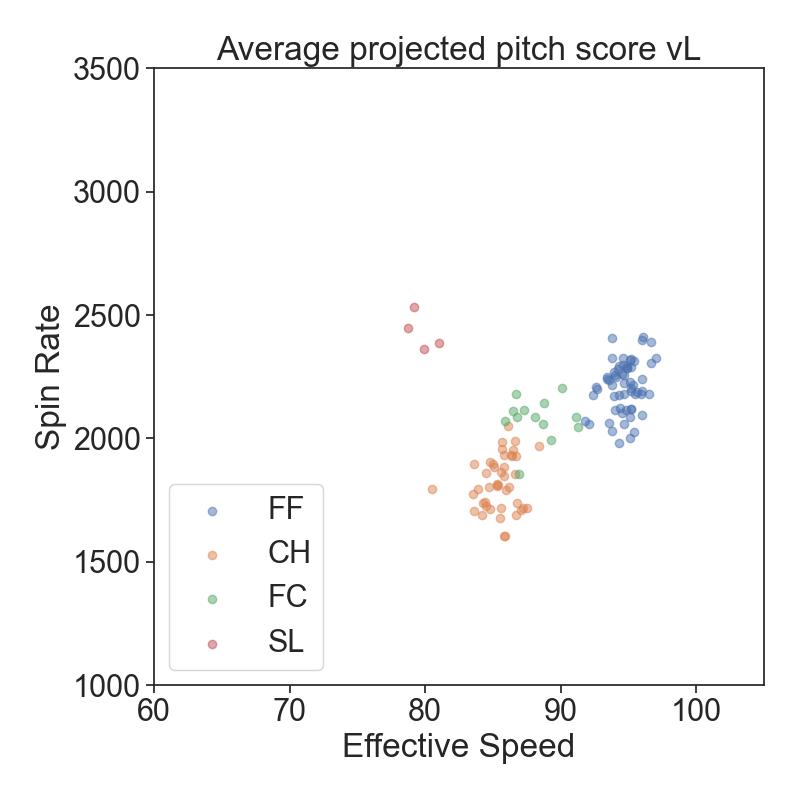 Average projected pitch score vL
3500
3000
2500
2000
1500
1000
Spin Rate
FF
CH
FC
SL
60 70 80 90 100
Effective Speed